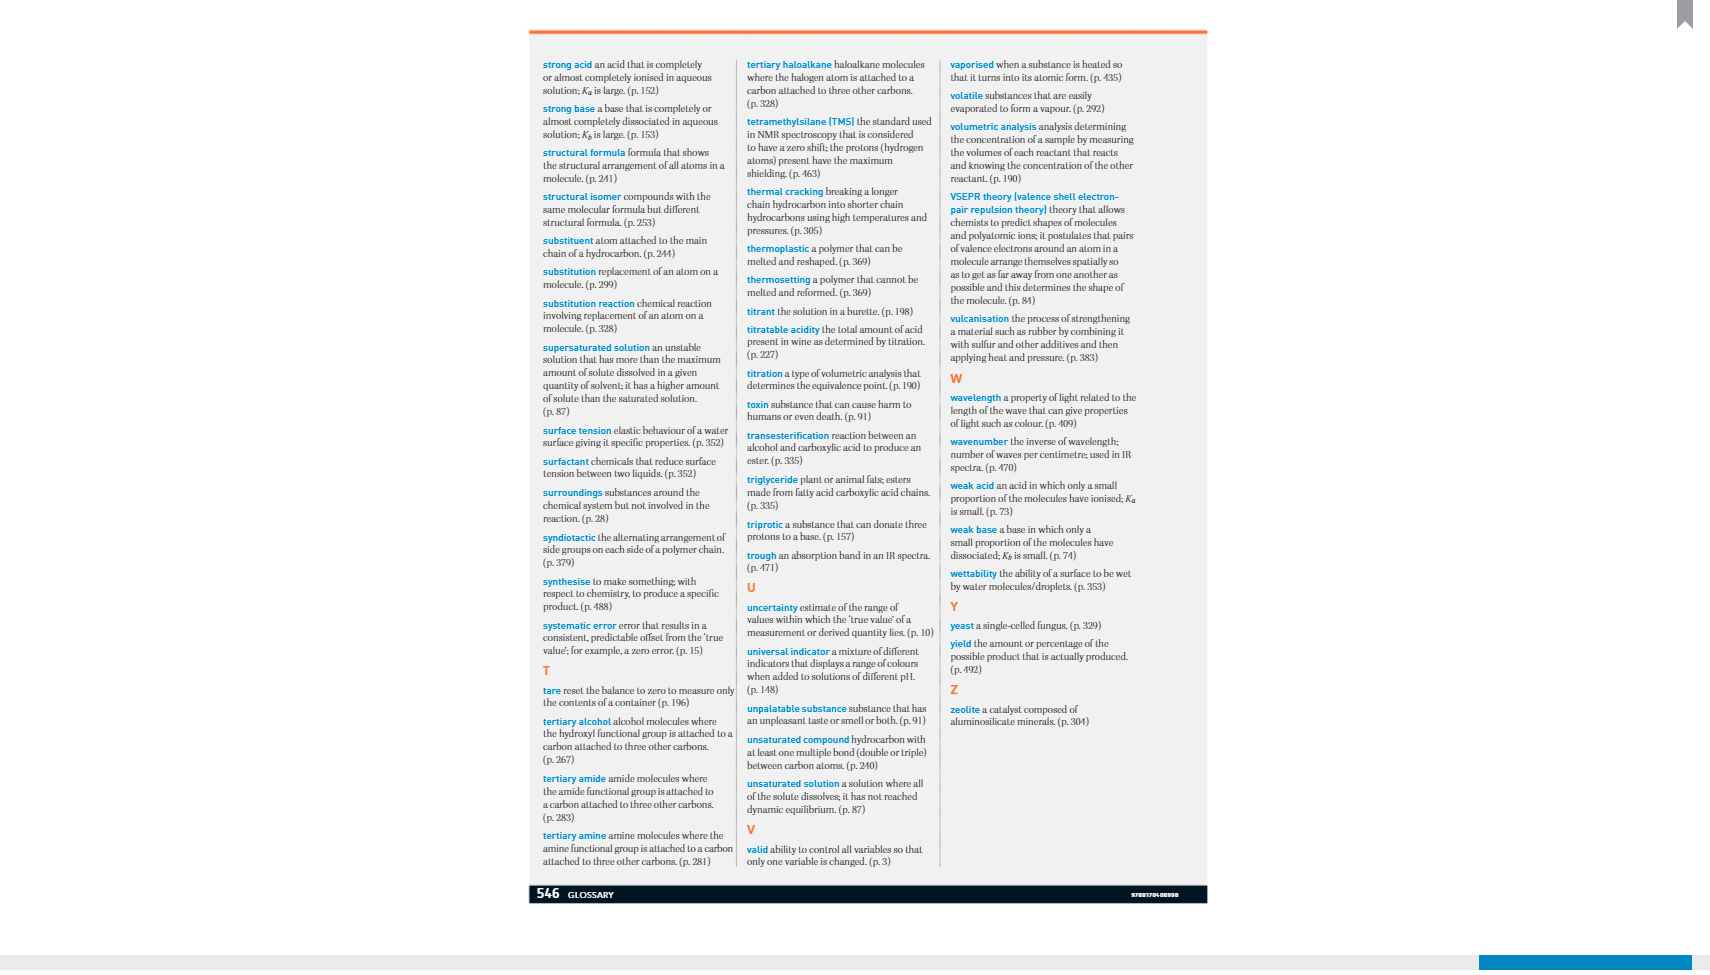 strong acid an acid that is completely
or almost completely ionised in aqueous
solution; Ka is large. (p. 152)
strong base a base that is completely or
almost completely dissociated in aqueous
solution; Kb is large. (p. 153)
structural formula formula that shows
the structural arrangement of all atoms in a
molecule. (p. 241)
structural isomer compounds with the
same molecular formula but different
structural formula. (p. 253)
substituent atom attached to the main
chain of a hydrocarbon. (p. 244)
substitution replacement of an atom on a
molecule. (p. 299)
substitution reaction chemical reaction
involving replacement of an atom on a
molecule. (p. 328)
supersaturated solution an unstable
solution that has more than the maximum
amount of solute dissolved in a given
quantity of solvent; it has a higher amount
of solute than the saturated solution.
(p. 87)
surface tension elastic behaviour of a water
surface giving it specific properties. (p. 352)
surfactant chemicals that reduce surface
tension between two liquids. (p. 352)
surroundings substances around the
chemical system but not involved in the
reaction. (p. 28)
syndiotactic the alternating arrangement of
side groups on each side of a polymer chain.
(p. 379)
synthesise to make something; with
respect to chemistry, to produce a specific
product. (p. 488)
systematic error error that results in a
consistent, predictable offset from the 'true
value'; for example, a zero error. (p. 15)
T
tare reset the balance to zero to measure only
the contents of a container (p. 196)
tertiary alcohol alcohol molecules where
the hydroxyl functional group is attached to a
carbon attached to three other carbons.
(p. 267)
tertiary amide amide molecules where
the amide functional group is attached to
a carbon attached to three other carbons.
(p. 283)
tertiary amine amine molecules where the
amine functional group is attached to a carbon
attached to three other carbons. (p. 281)
tertiary haloalkane haloalkane molecules
where the halogen atom is attached to a
carbon attached to three other carbons.
(p. 328)
tetramethylsilane (TMS) the standard used
in NMR spectroscopy that is considered
to have a zero shift; the protons (hydrogen
atoms) present have the maximum
shielding. (p. 463)
thermal cracking breaking a longer
chain hydrocarbon into shorter chain
hydrocarbons using high temperatures and
pressures. (p. 305)
thermoplastic a polymer that can be
melted and reshaped. (p. 369)
thermosetting a polymer that cannot be
melted and reformed. (p. 369)
titrant the solution in a burette. (p. 198)
titratable acidity the total amount of acid
present in wine as determined by titration.
(p. 227)
titration a type of volumetric analysis that
determines the equivalence point. (p. 190)
toxin substance that can cause harm to
humans or even death. (p. 91)
transesterification reaction between an
alcohol and carboxylic acid to produce an
ester. (p. 335)
triglyceride plant or animal fats; esters
made from fatty acid carboxylic acid chains.
(p. 335)
triprotic a substance that can donate three
protons to a base. (p. 157)
trough an absorption band in an IR spectra.
(p. 471)
U
uncertainty estimate of the range of
values within which the 'true value' of a
measurement or derived quantity lies. (p. 10)
universal indicator a mixture of different
indicators that displays a range of colours
when added to solutions of different pH.
(p. 148)
unpalatable substance substance that has
an unpleasant taste or smell or both. (p. 91)
unsaturated compound hydrocarbon with
at least one multiple bond (double or triple)
between carbon atoms. (p. 240)
unsaturated solution a solution where all
of the solute dissolves; it has not reached
dynamic equilibrium. (p. 87)
V
valid ability to control all variables so that
only one variable is changed. (p. 3)
vaporised when a substance is heated so
that it turns into its atomic form. (p. 435)
volatile substances that are easily
evaporated to form a vapour. (p. 292)
volumetric analysis analysis determining
the concentration of a sample by measuring
the volumes of each reactant that reacts
and knowing the concentration of the other
reactant. (p. 190)
VSEPR theory (valence shell electron-
pair repulsion theory) theory that allows
chemists to predict shapes of molecules
and polyatomic ions; it postulates that pairs
of valence electrons around an atom in a
molecule arrange themselves spatially so
as to get as far away from one another as
possible and this determines the shape of
the molecule. (p. 84)
vulcanisation the process of strengthening
a material such as rubber by combining it
with sulfur and other additives and then
applying heat and pressure. (p. 383)
W
wavelength a property of light related to the
length of the wave that can give properties
of light such as colour. (p. 409)
wavenumber the inverse of wavelength;
number of waves per centimetre; used in IR
spectra. (p. 470)
weak acid an acid in which only a small
proportion of the molecules have ionised; Ka
is small. (p. 73)
weak base a base in which only a
small proportion of the molecules have
dissociated; Kb is small. (p. 74)
wettability the ability of a surface to be wet
by water molecules/droplets. (p. 353)
Y
yeast a single-celled fungus. (p. 329)
yield the amount or percentage of the
possible product that is actually produced.
(p. 492)
Z
zeolite a catalyst composed of
aluminosilicate minerals. (p. 304)
546 GLOSSARY
9780170408998